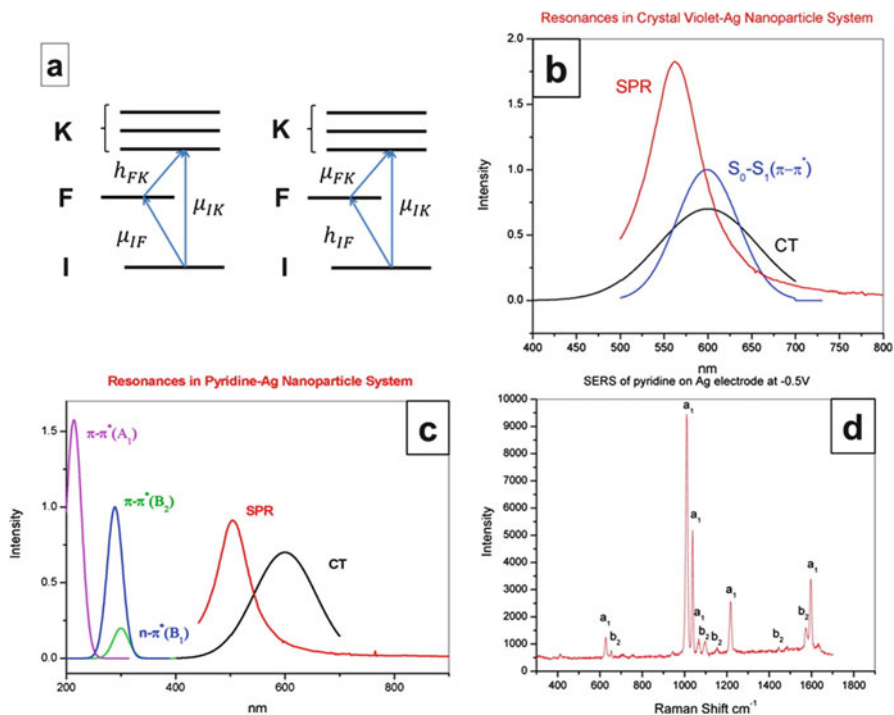 a
K
F
I
h_FK
μ_IF
μ_IK
K
F
I
μ_FK
h_IF
μ_IK
Resonances in Crystal Violet-Ag Nanoparticle System
b
SPR
S₀-S₁(π-π*)
CT
Intensity
2.0
1.5
1.0
0.5
0.0
400 450 500 550 600 650 700 750 800
nm
Resonances in Pyridine-Ag Nanoparticle System
c
π-π*(A₁)
π-π*(B₂)
n-π*(B₁)
SPR
CT
Intensity
1.5
1.0
0.5
0.0
200 400 600 800
nm
SERS of pyridine on Ag electrode at -0.5V
d
Intensity
10000
9000
8000
7000
6000
5000
4000
3000
2000
1000
0
a₁
b₂
a₁
a₁
a₁
b₂
b₂
a₁
b₂
b₂
a₁
400 600 800 1000 1200 1400 1600 1800
Raman Shift cm⁻¹